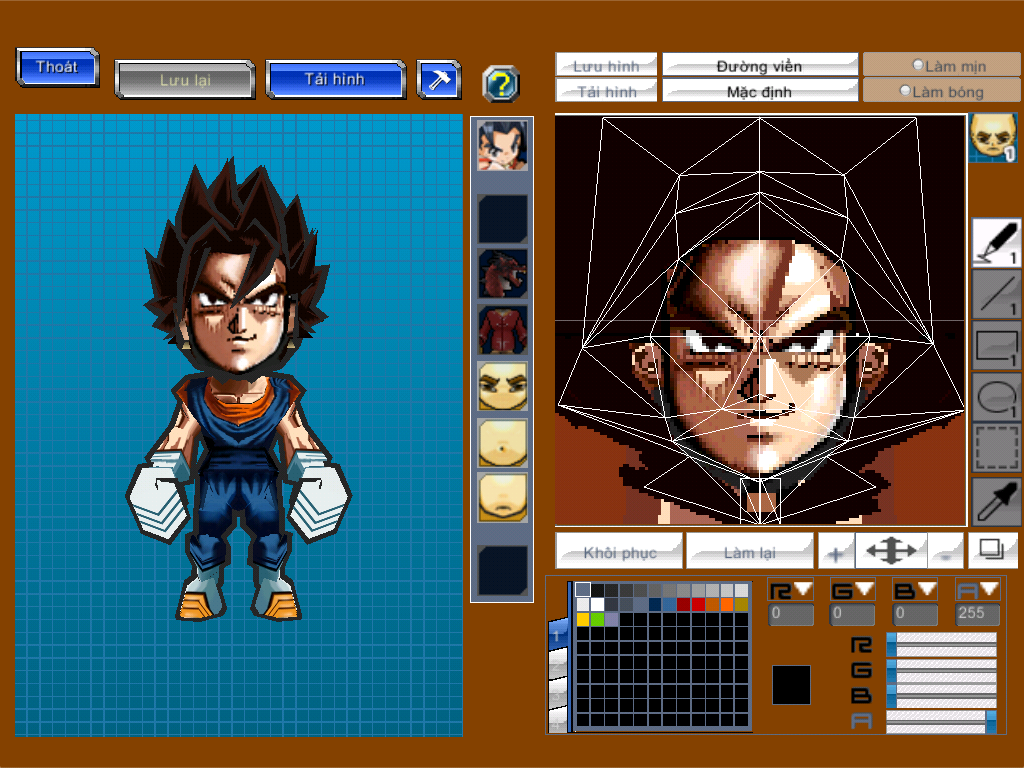 Thoát
Lưu lại
Tải hình
?
Lưu hình
Đường viền
Làm mịn
Tải hình
Mặc định
Làm bóng
1
1
1
1
1
Khôi phục
Làm lại
+
-
R
G
B
A
0
0
0
255
1
R
G
B
A